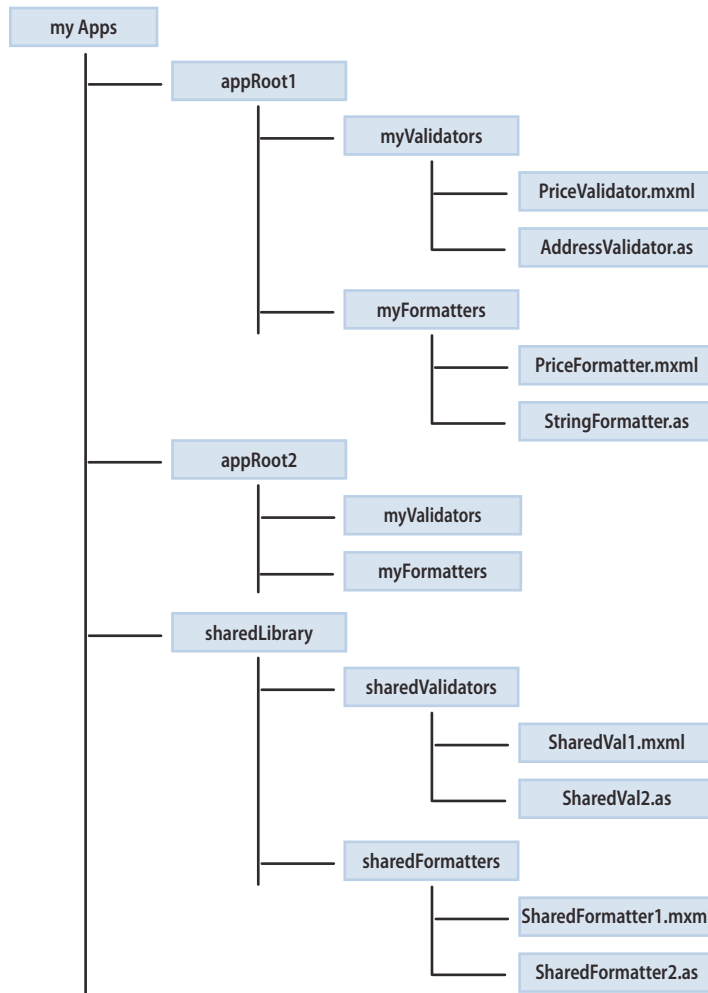 my Apps
appRoot1
myValidators
PriceValidator.mxml
AddressValidator.as
myFormatters
PriceFormatter.mxml
StringFormatter.as
appRoot2
myValidators
myFormatters
sharedLibrary
sharedValidators
SharedVal1.mxml
SharedVal2.as
sharedFormatters
SharedFormatter1.mxm
SharedFormatter2.as